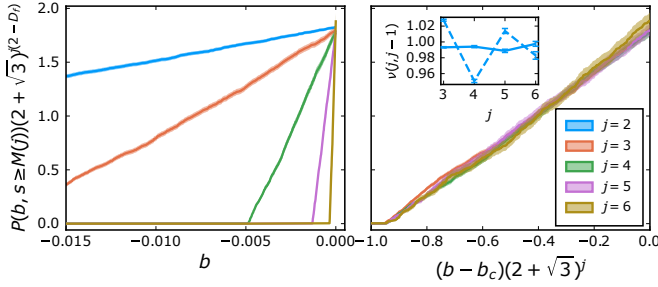 P(b, s ≥ M(j))(2 + √3)^{j(2 − D_f)}
2.0
1.5
1.0
0.5
0.0
−0.015
−0.010
−0.005
0.000
b
ν(j, j − 1)
1.02
1.00
0.98
0.96
3
4
5
6
j
j = 2
j = 3
j = 4
j = 5
j = 6
−1.0
−0.8
−0.6
−0.4
−0.2
0.0
(b − b_c)(2 + √3)^j